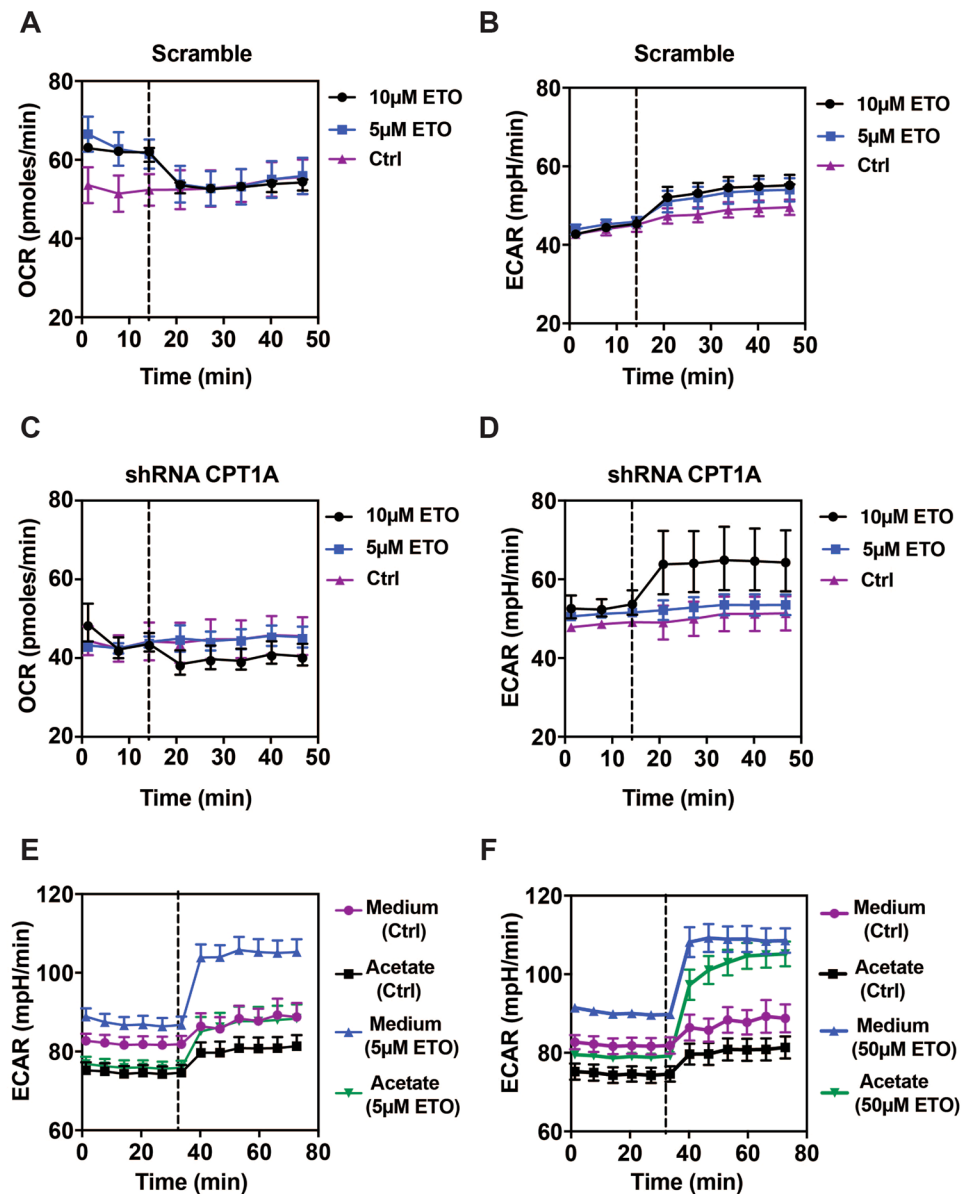 A
Scramble
80
60
40
20
OCR (pmoles/min)
0 10 20 30 40 50
Time (min)
10μM ETO
5μM ETO
Ctrl
B
Scramble
80
60
40
20
ECAR (mpH/min)
0 10 20 30 40 50
Time (min)
10μM ETO
5μM ETO
Ctrl
C
shRNA CPT1A
80
60
40
20
OCR (pmoles/min)
0 10 20 30 40 50
Time (min)
10μM ETO
5μM ETO
Ctrl
D
shRNA CPT1A
80
60
40
20
ECAR (mpH/min)
0 10 20 30 40 50
Time (min)
10μM ETO
5μM ETO
Ctrl
E
120
100
80
60
ECAR (mpH/min)
0 20 40 60 80
Time (min)
Medium
(Ctrl)
Acetate
(Ctrl)
Medium
(5μM ETO)
Acetate
(5μM ETO)
F
120
100
80
60
ECAR (mpH/min)
0 20 40 60 80
Time (min)
Medium
(Ctrl)
Acetate
(Ctrl)
Medium
(50μM ETO)
Acetate
(50μM ETO)